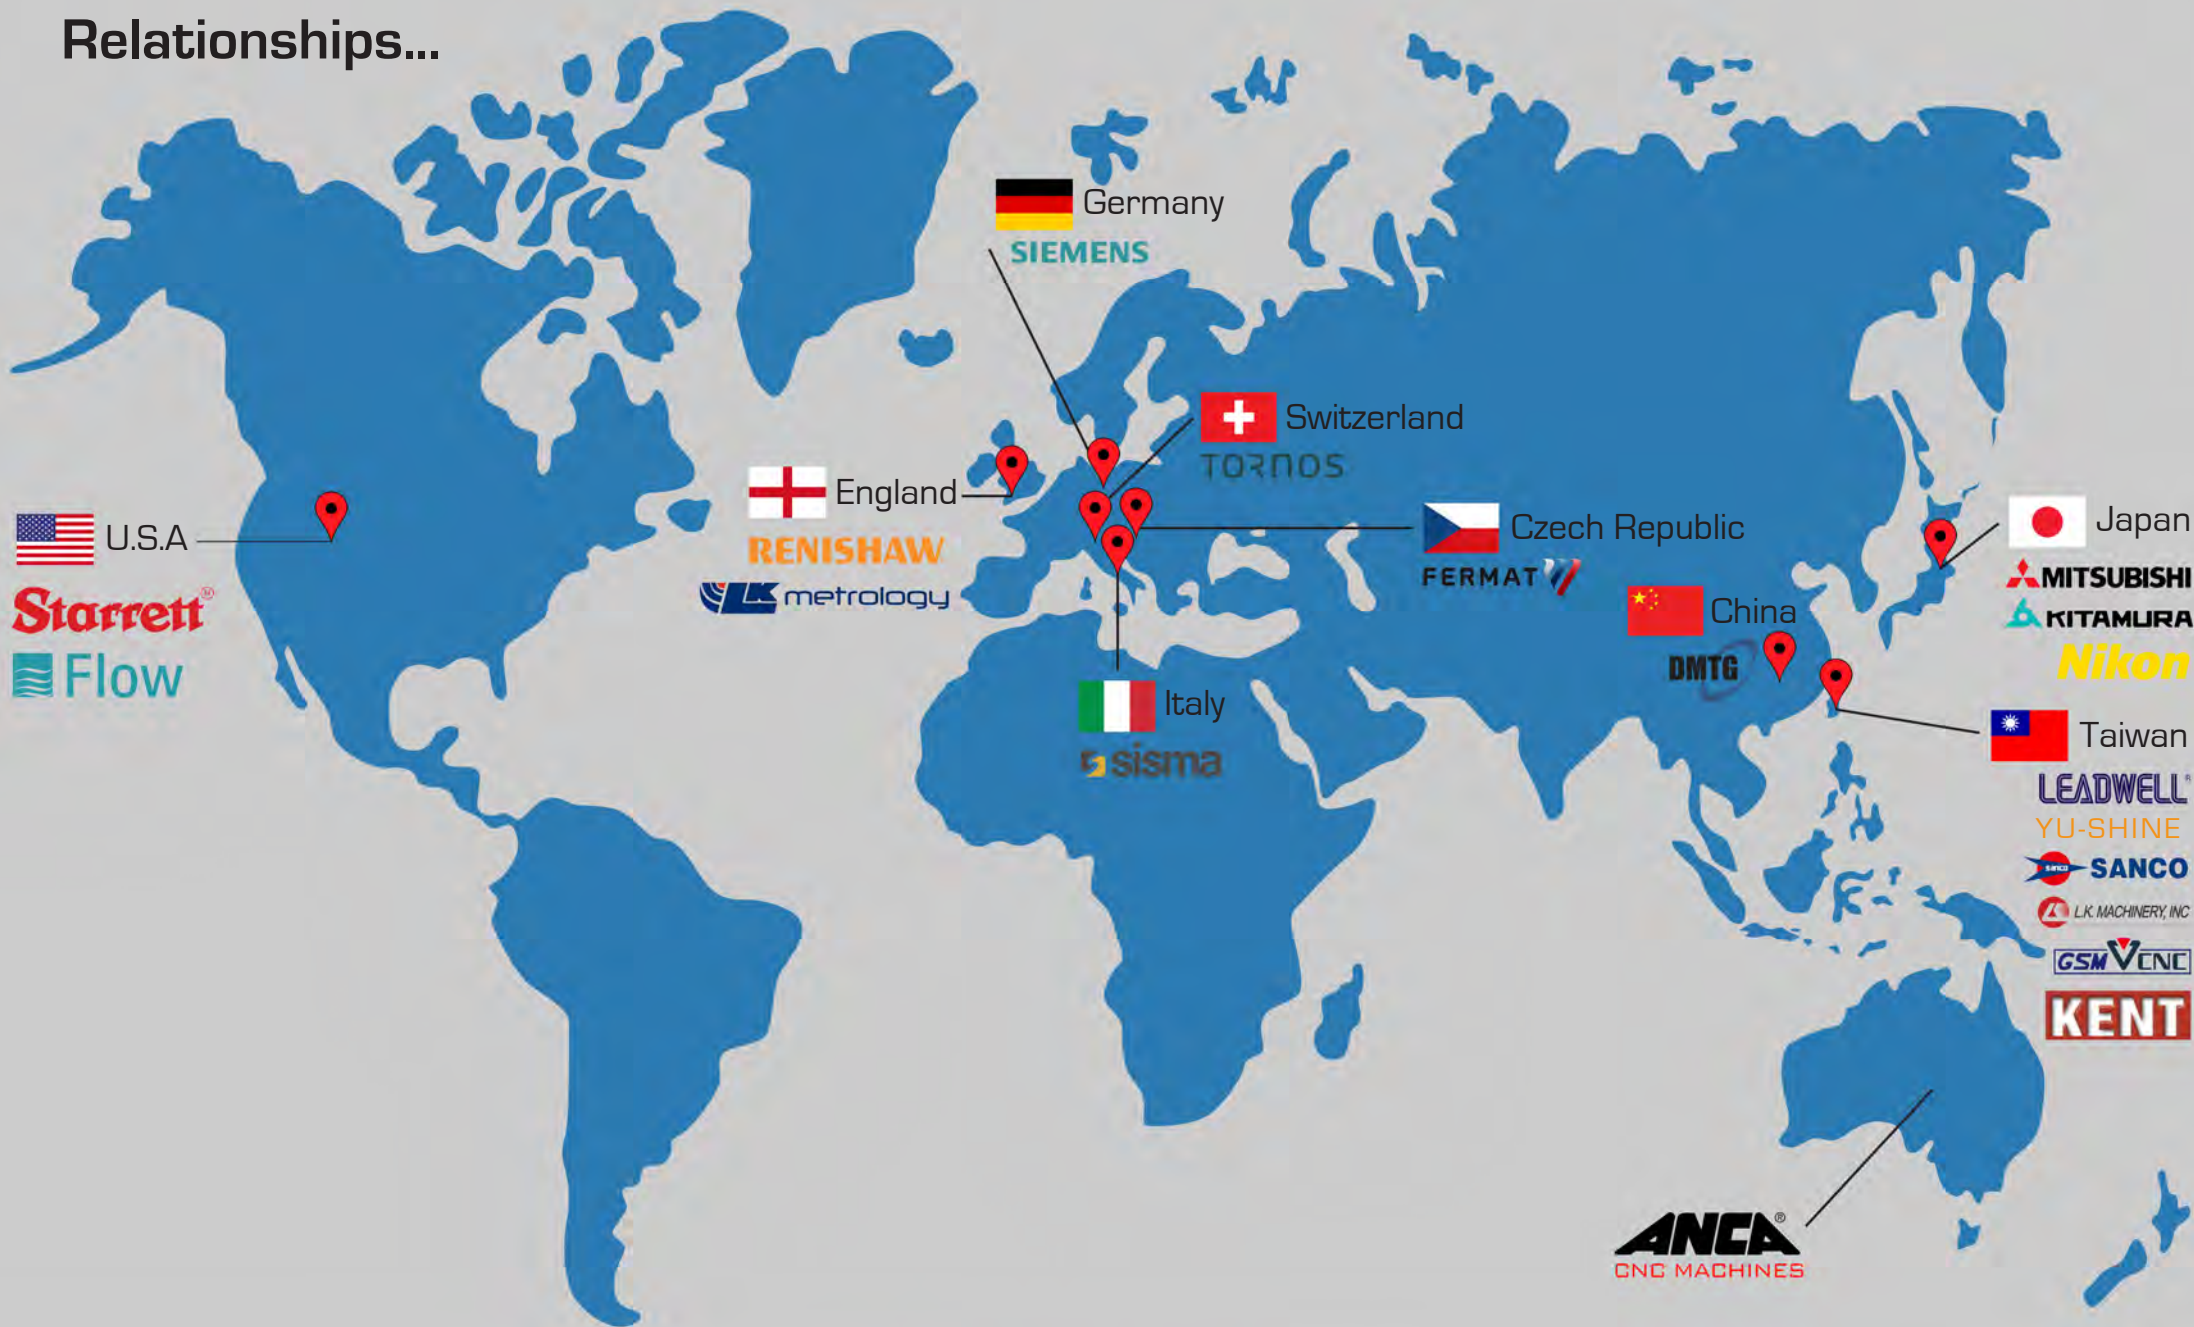 Relationships...
Germany
SIEMENS
Switzerland
TORNOS
England
RENISHAW
LK metrology
U.S.A
Starrett®
Flow
Czech Republic
FERMAT
Japan
MITSUBISHI
KITAMURA
Nikon
China
DMTG
Italy
sisma
Taiwan
LEADWELL®
YU-SHINE
sanco SANCO
L.K. MACHINERY, INC
GSM VCNC
KENT
ANCA®
CNC MACHINES